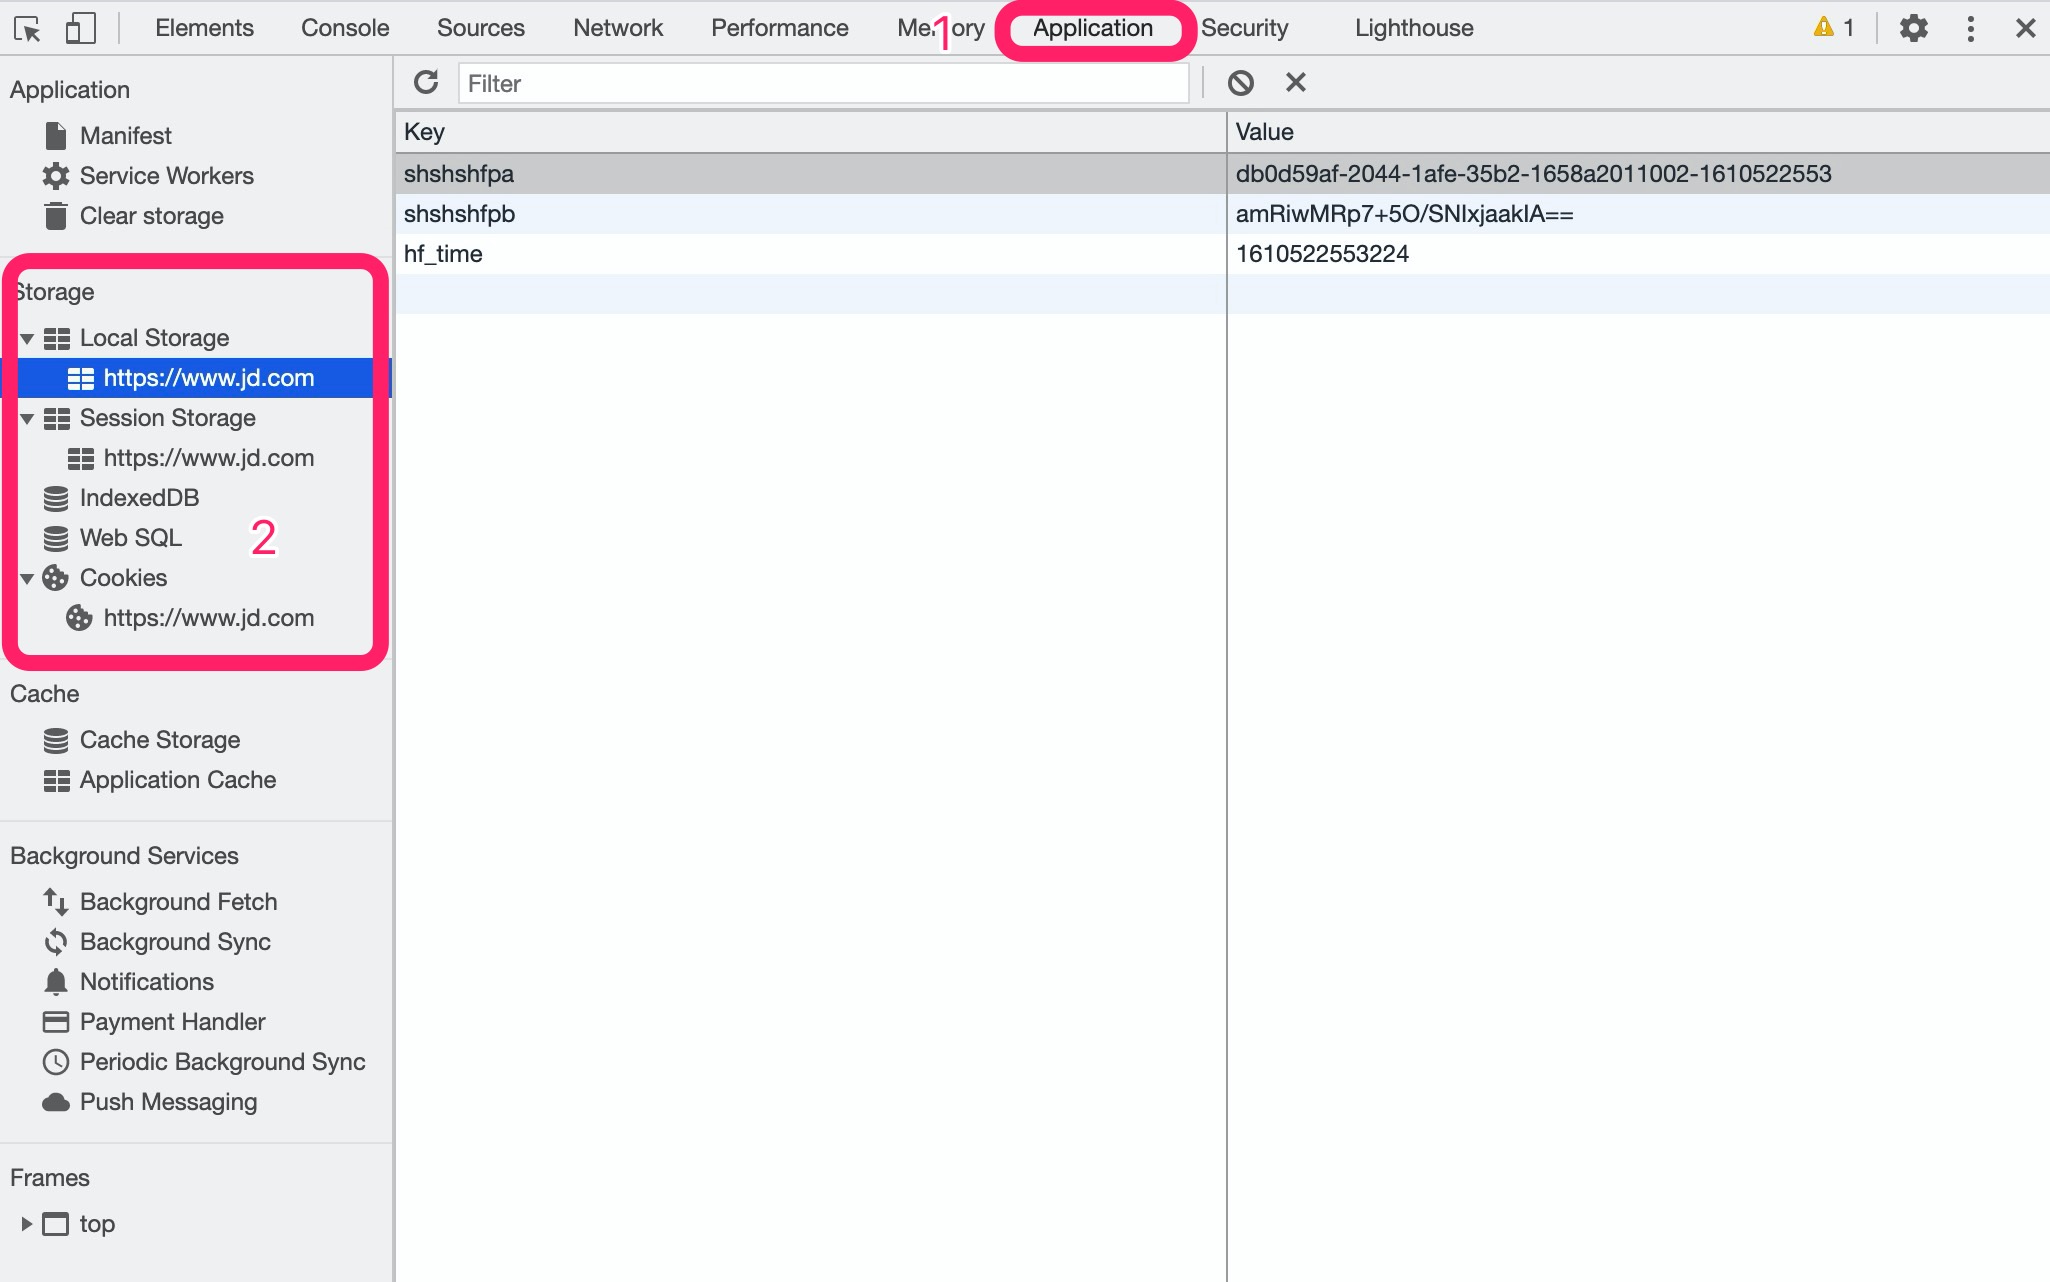 Elements Console Sources Network Performance Memory 1 Application Security Lighthouse 1
Application
Manifest
Service Workers
Clear storage
Storage
Local Storage
https://www.jd.com
Session Storage
https://www.jd.com
IndexedDB
Web SQL
2
Cookies
https://www.jd.com
Cache
Cache Storage
Application Cache
Background Services
Background Fetch
Background Sync
Notifications
Payment Handler
Periodic Background Sync
Push Messaging
Frames
top
Filter
Key Value
shshshfpa db0d59af-2044-1afe-35b2-1658a2011002-1610522553
shshshfpb amRiwMRp7+5O/SNIxjaakIA==
hf_time 1610522553224